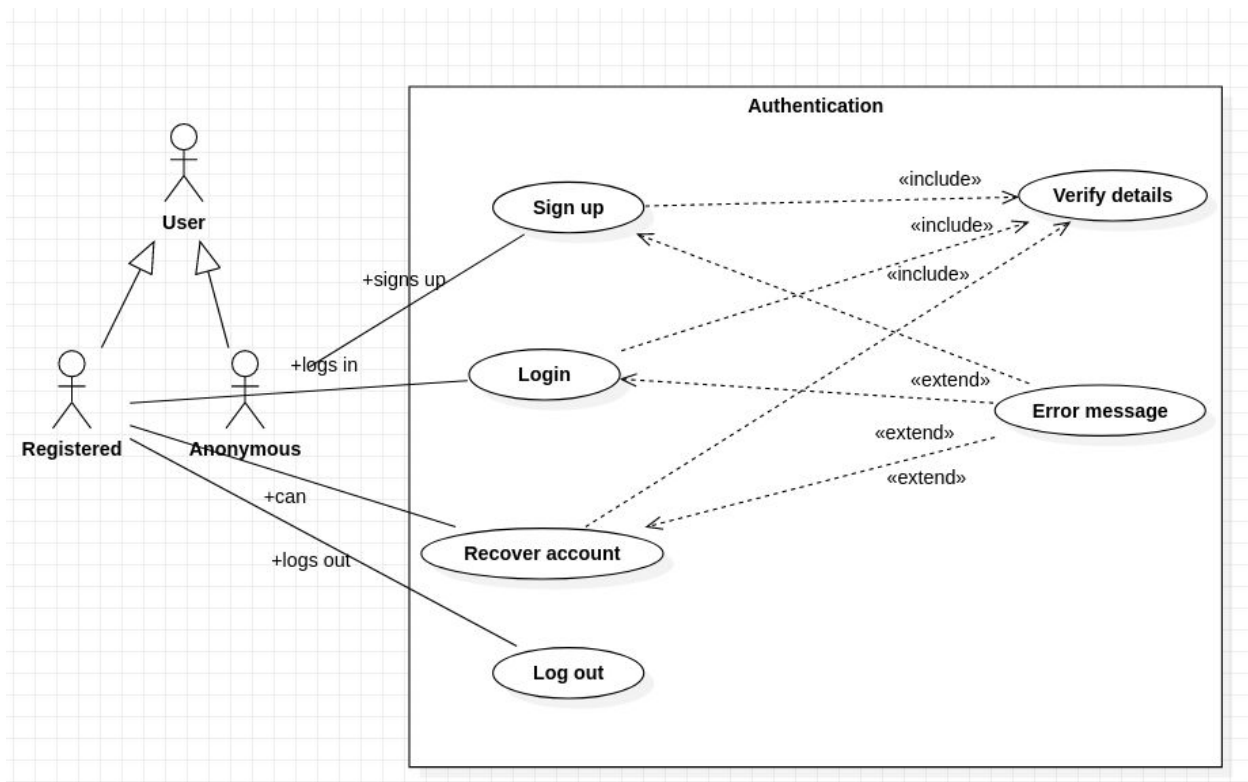 Authentication
«include»
Verify details
Sign up
User
«include»
«include»
+signs up
+logs in
Login
«extend»
Error message
«extend»
Registered
Anonymous
«extend»
+can
Recover account
+logs out
Log out